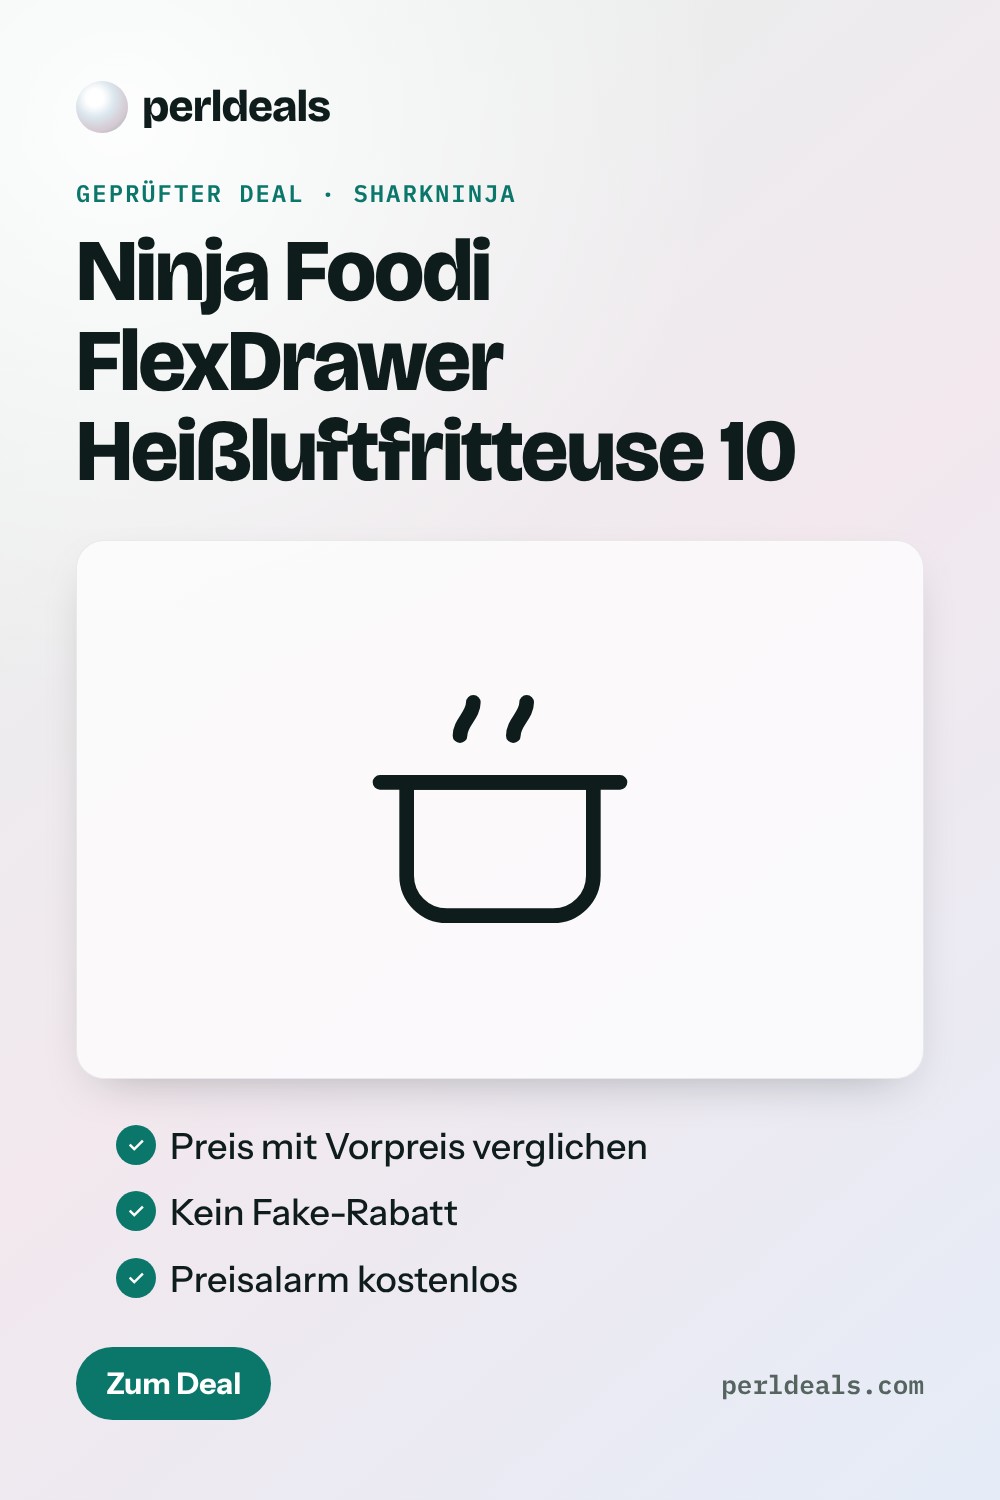 perldeals
GEPRÜFTER DEAL · SHARKNINJA
Ninja Foodi
FlexDrawer
Heißluftfritteuse 10
Preis mit Vorpreis verglichen
Kein Fake-Rabatt
Preisalarm kostenlos
Zum Deal
perldeals.com